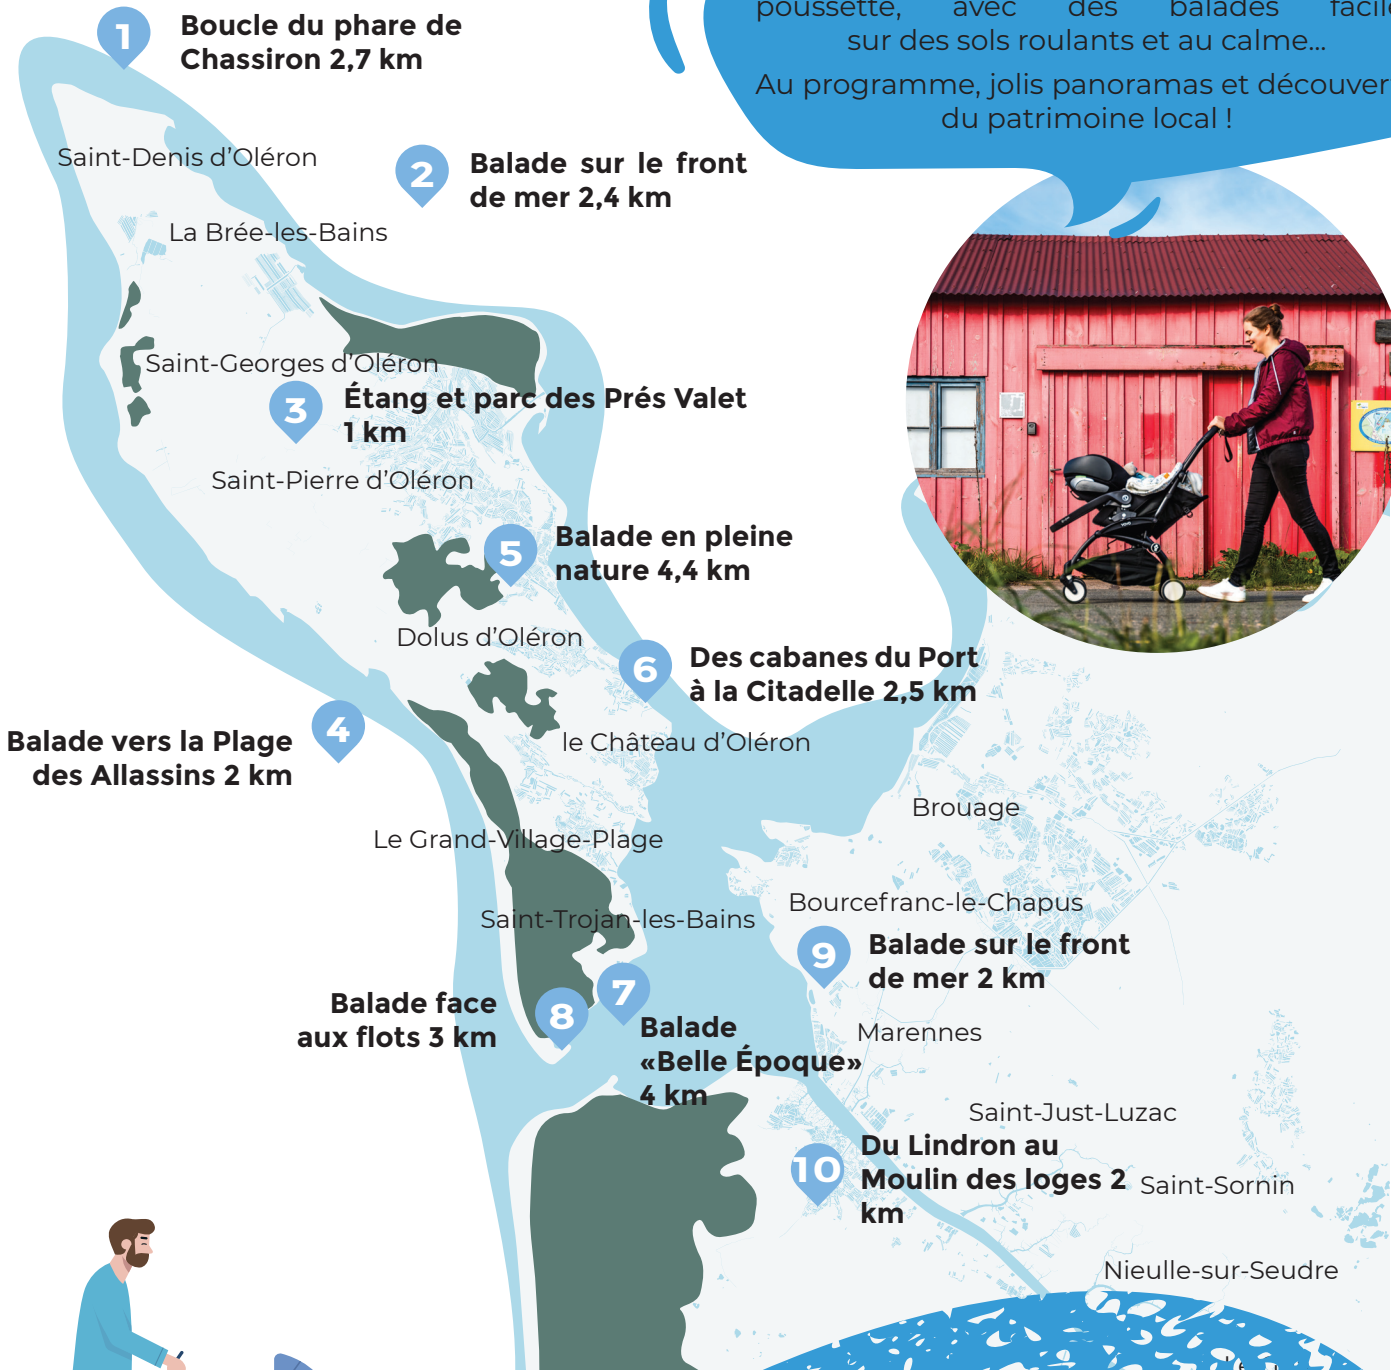 poussette, avec des balades
sur des sols roulants et au calme...
Au programme, jolis panoramas et
du patrimoine local !
1
Boucle du phare de
Chassiron 2,7 km
Saint-Denis d'Oléron
2
Balade sur le front
de mer 2,4 km
La Brée-les-Bains
Saint-Georges d'Oléron
3
Étang et parc des Prés Valet
1 km
Saint-Pierre d'Oléron
5
Balade en pleine
nature 4,4 km
Dolus d'Oléron
6
Des cabanes du Port
à la Citadelle 2,5 km
4
Balade vers la Plage
des Allassins 2 km
le Château d'Oléron
Brouage
Le Grand-Village-Plage
Bourcefranc-le-Chapus
Saint-Trojan-les-Bains
9
Balade sur le front
de mer 2 km
8
Balade face
aux flots 3 km
7
Balade
«Belle Époque»
4 km
Marennes
Saint-Just-Luzac
10
Du Lindron au
Moulin des loges 2
km
Saint-Sornin
Nieulle-sur-Seudre